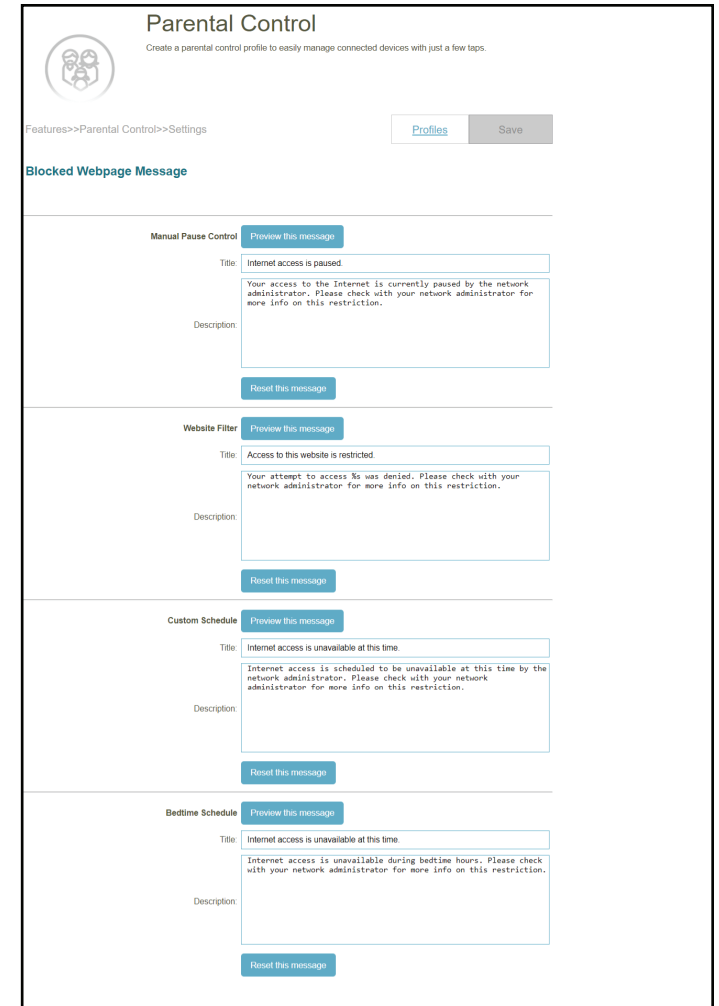 Parental Control
Create a parental control profile to easily manage connected devices with just a few taps.
Features>>Parental Control>>Settings
Profiles
Save
Blocked Webpage Message
Manual Pause Control
Preview this message
Title:
Internet access is paused.
Description:
Your access to the Internet is currently paused by the network
administrator. Please check with your network administrator for
more info on this restriction.
Reset this message
Website Filter
Preview this message
Title:
Access to this website is restricted.
Description:
Your attempt to access %s was denied. Please check with your
network administrator for more info on this restriction.
Reset this message
Custom Schedule
Preview this message
Title:
Internet access is unavailable at this time.
Description:
Internet access is scheduled to be unavailable at this time by the
network administrator. Please check with your network
administrator for more info on this restriction.
Reset this message
Bedtime Schedule
Preview this message
Title:
Internet access is unavailable at this time.
Description:
Internet access is unavailable during bedtime hours. Please check
with your network administrator for more info on this restriction.
Reset this message